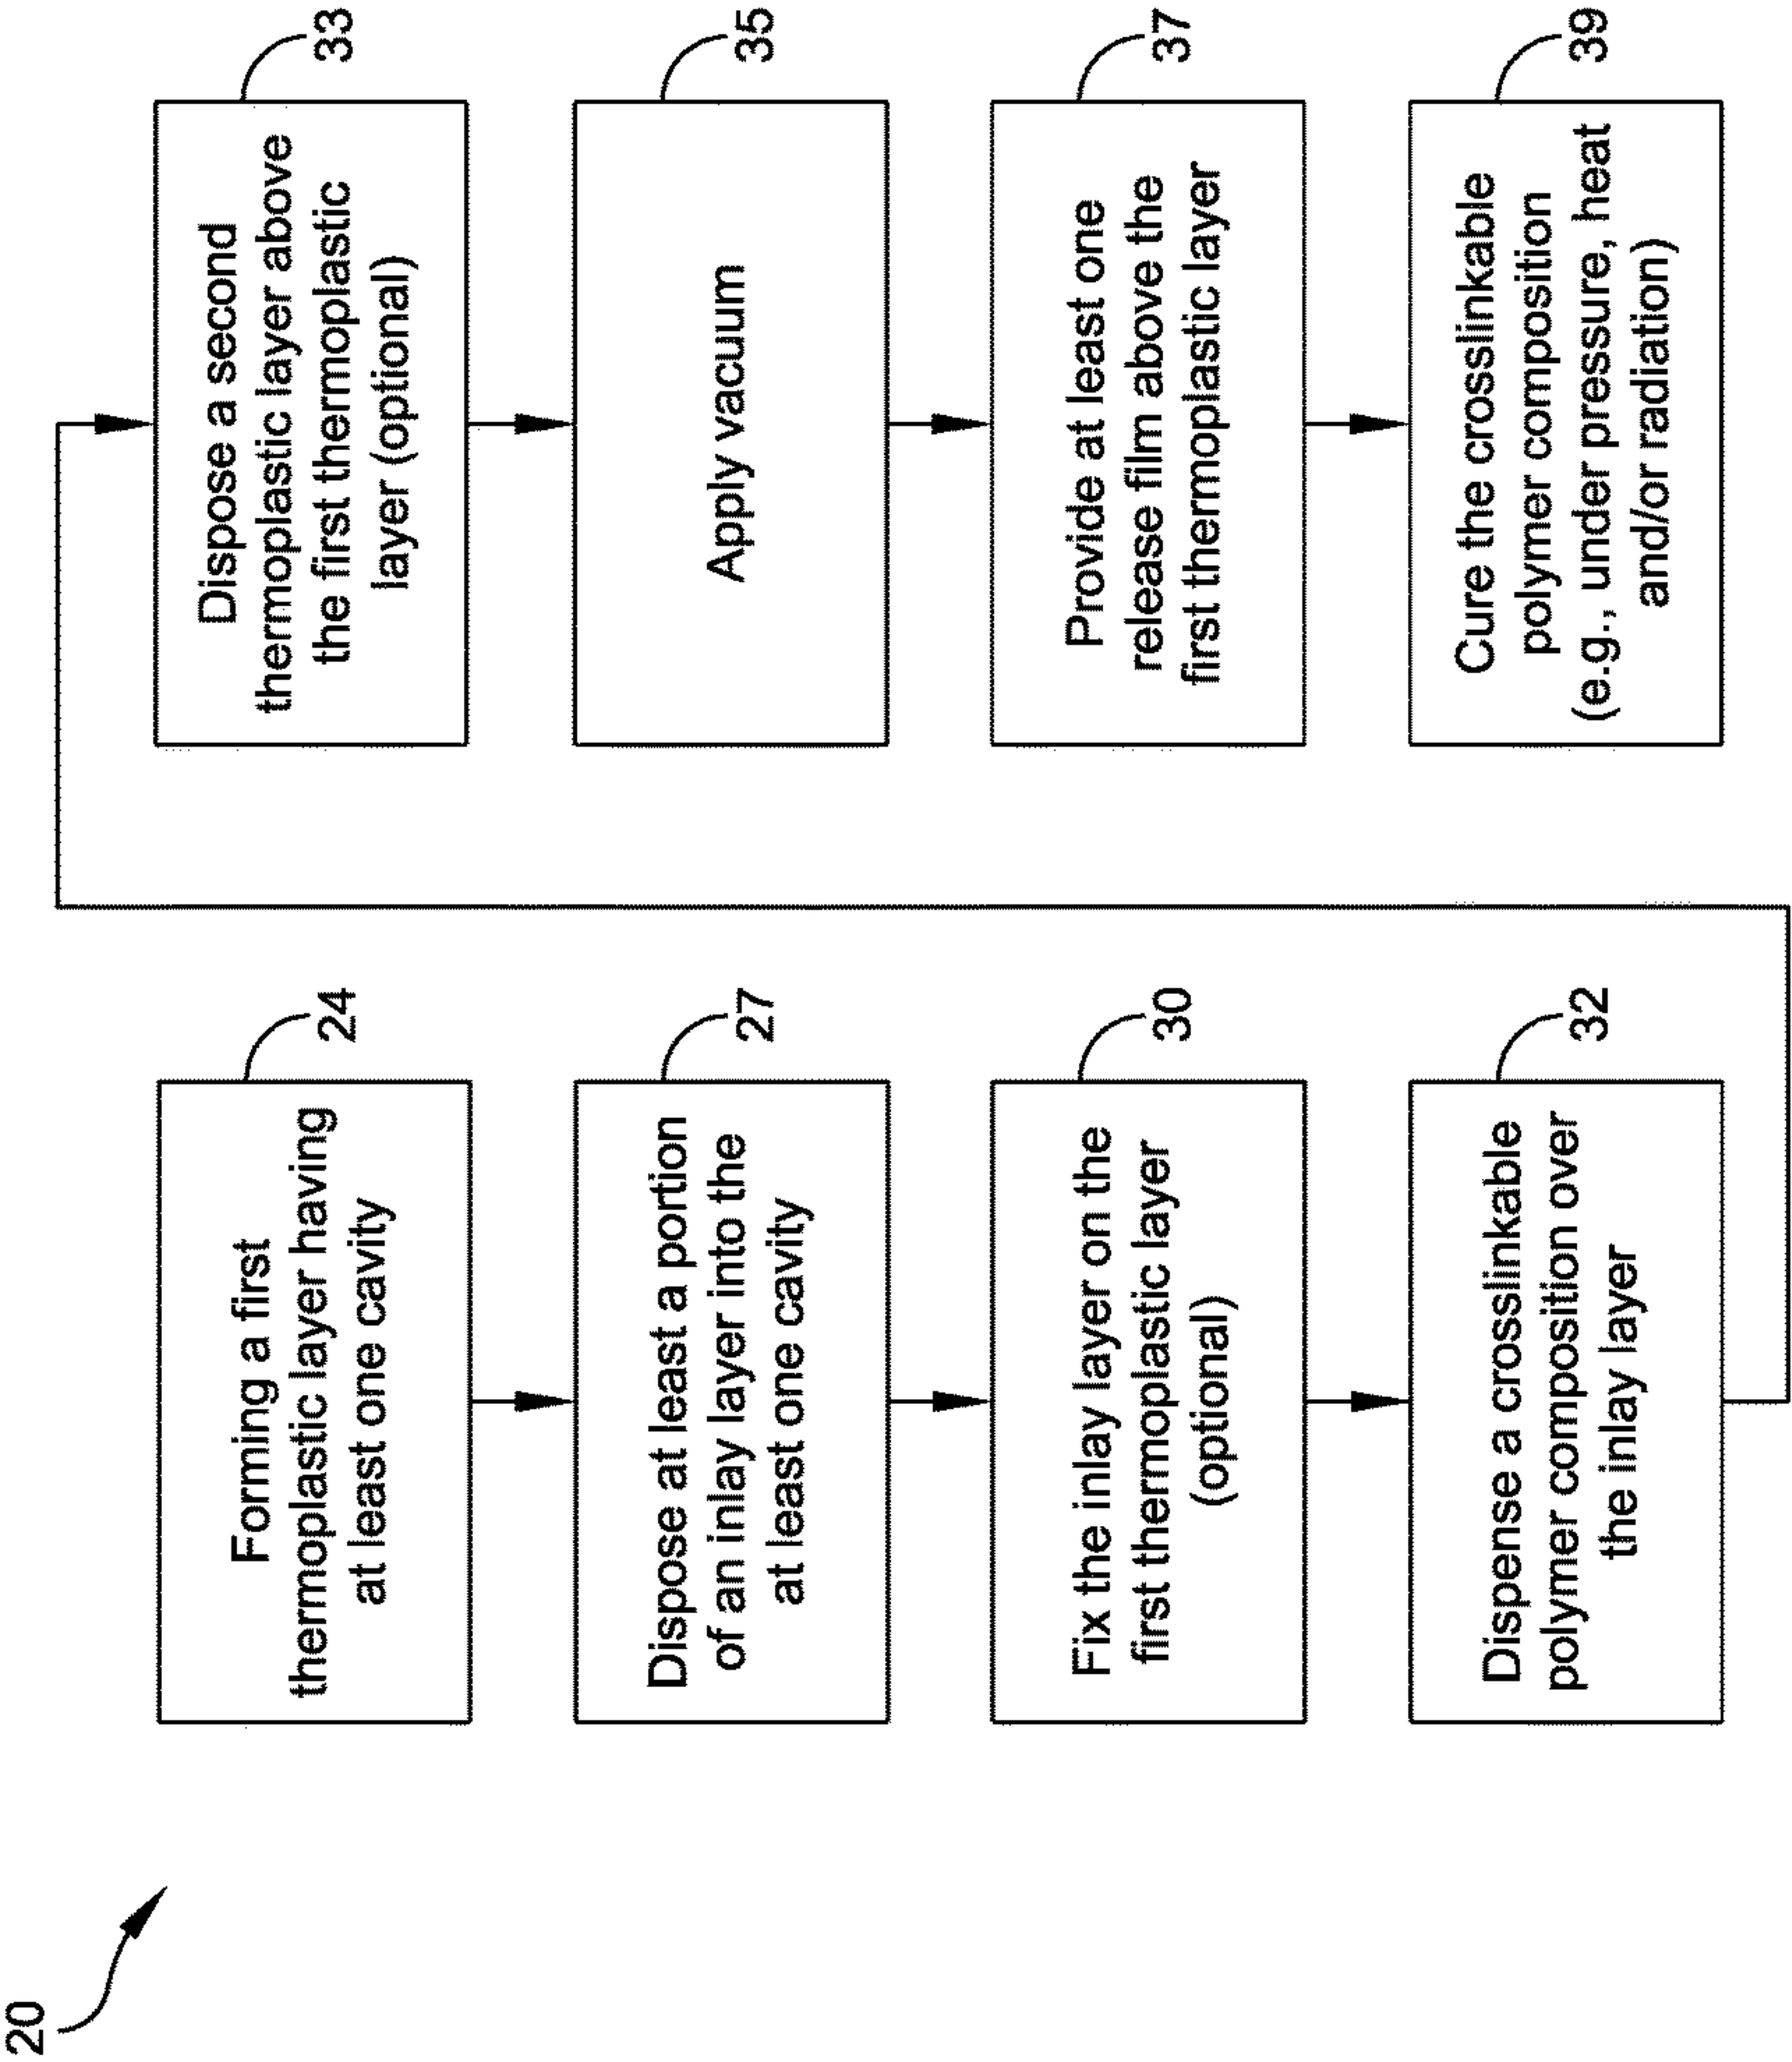 20
Forming a first
thermoplastic layer having
at least one cavity
24
Dispose at least a portion
of an inlay layer into the
at least one cavity
27
Fix the inlay layer on the
first thermoplastic layer
(optional)
30
Dispense a crosslinkable
polymer composition over
the inlay layer
32
Dispose a second
thermoplastic layer above
the first thermoplastic
layer (optional)
33
Apply vacuum
35
Provide at least one
release film above the
first thermoplastic layer
37
Cure the crosslinkable
polymer composition
(e.g., under pressure, heat
and/or radiation)
39